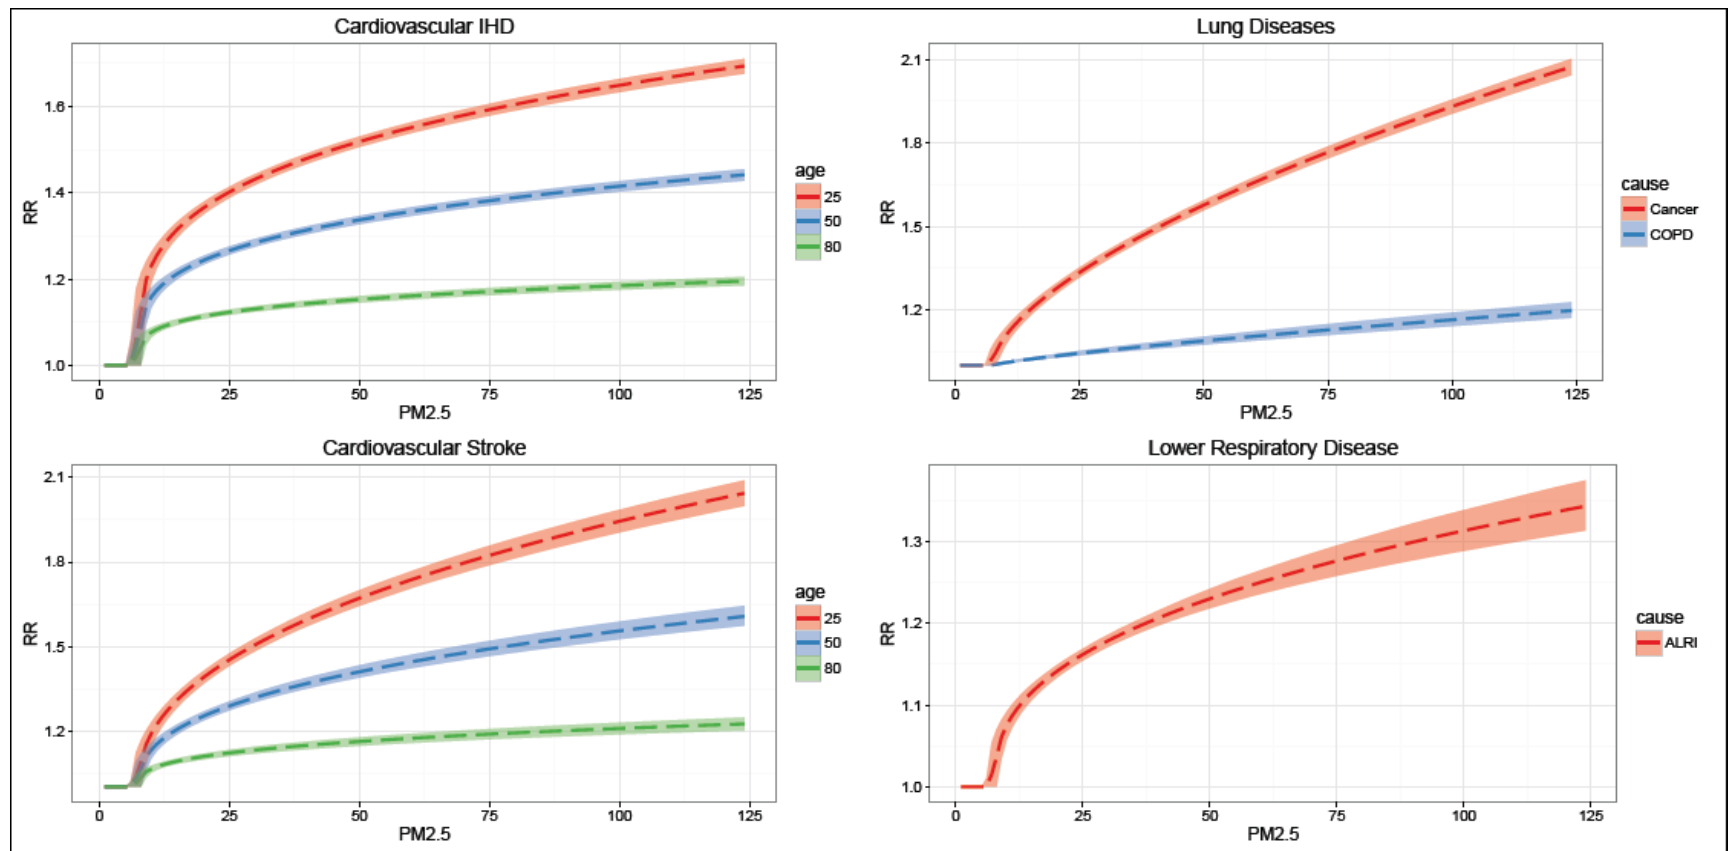 Cardiovascular IHD
RR
1.6
1.4
1.2
1.0
0 25 50 75 100 125
PM2.5
age
25
50
80
Lung Diseases
RR
2.1
1.8
1.5
1.2
0 25 50 75 100 125
PM2.5
cause
Cancer
COPD
Cardiovascular Stroke
RR
2.1
1.8
1.5
1.2
0 25 50 75 100 125
PM2.5
age
25
50
80
Lower Respiratory Disease
RR
1.3
1.2
1.1
1.0
0 25 50 75 100 125
PM2.5
cause
ALRI